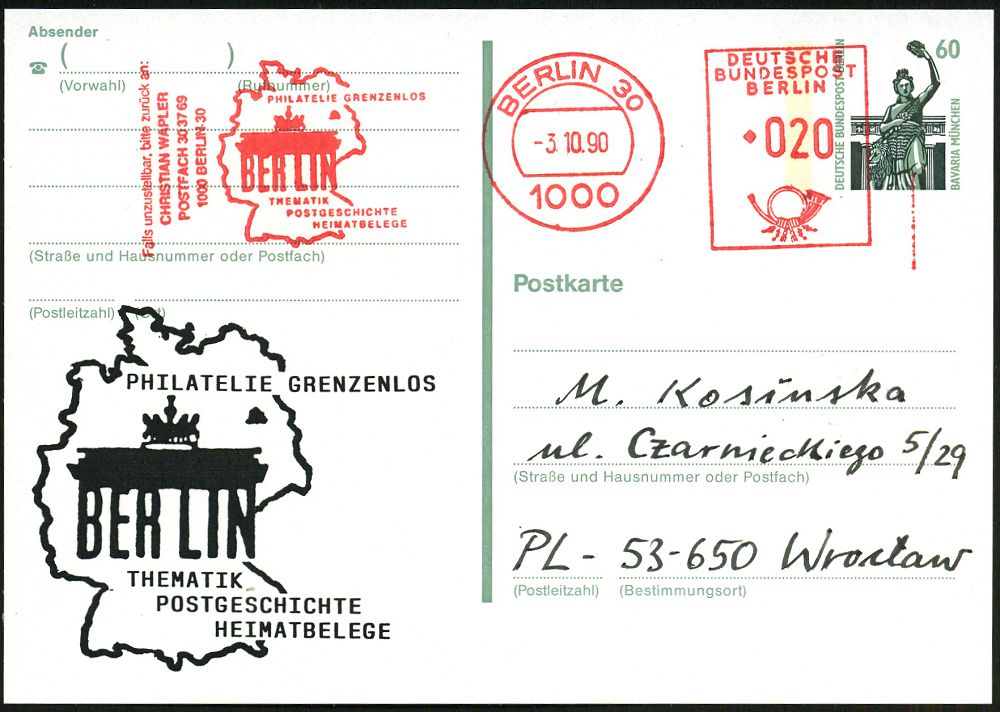 Absender
( )
(Vorwahl) (Rufnummer)
Falls unzustellbar, bitte zurück an:
CHRISTIAN WAPLER
POSTFACH 30 37 69
1000 BERLIN-30
PHILATELIE GRENZENLOS
BERLIN
THEMATIK
POSTGESCHICHTE
HEIMATBELEGE
(Straße und Hausnummer oder Postfach)
(Postleitzahl) (Ort)
PHILATELIE GRENZENLOS
BERLIN
THEMATIK
POSTGESCHICHTE
HEIMATBELEGE
BERLIN 30
-3.10.90
1000
DEUTSCHE
BUNDESPOST
BERLIN
020
DEUTSCHE BUNDESPOST BERLIN
60
BAVARIA MÜNCHEN
Postkarte
M. Kosińska
ul. Czarnieckiego 5/29
(Straße und Hausnummer oder Postfach)
PL- 53-650 Wrocław
(Postleitzahl) (Bestimmungsort)